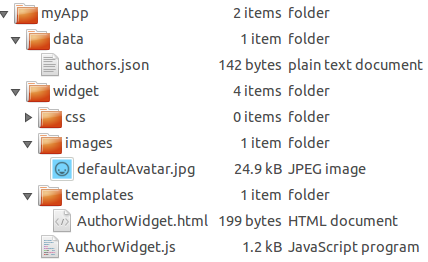 myApp 2 items folder
data 1 item folder
authors.json 142 bytes plain text document
widget 4 items folder
css 0 items folder
images 1 item folder
defaultAvatar.jpg 24.9 kB JPEG image
templates 1 item folder
AuthorWidget.html 199 bytes HTML document
AuthorWidget.js 1.2 kB JavaScript program